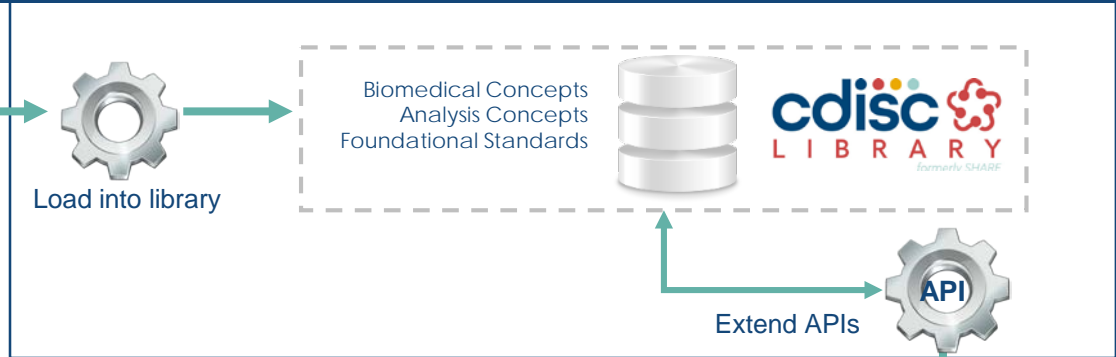 Biomedical Concepts
Analysis Concepts
Foundational Standards
cdisc
LIBRARY
formerly SHARE
Load into library
API
Extend APIs